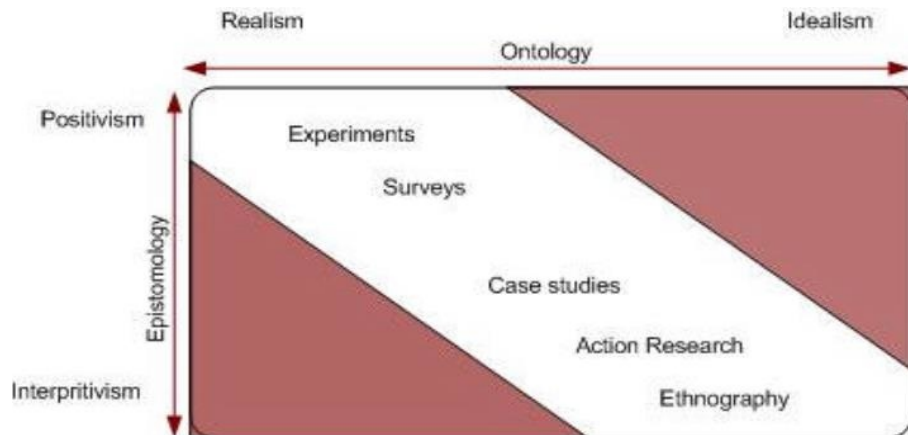 Realism
Idealism
Ontology
Positivism
Experiments
Surveys
Epistomology
Case studies
Action Research
Interpritivism
Ethnography